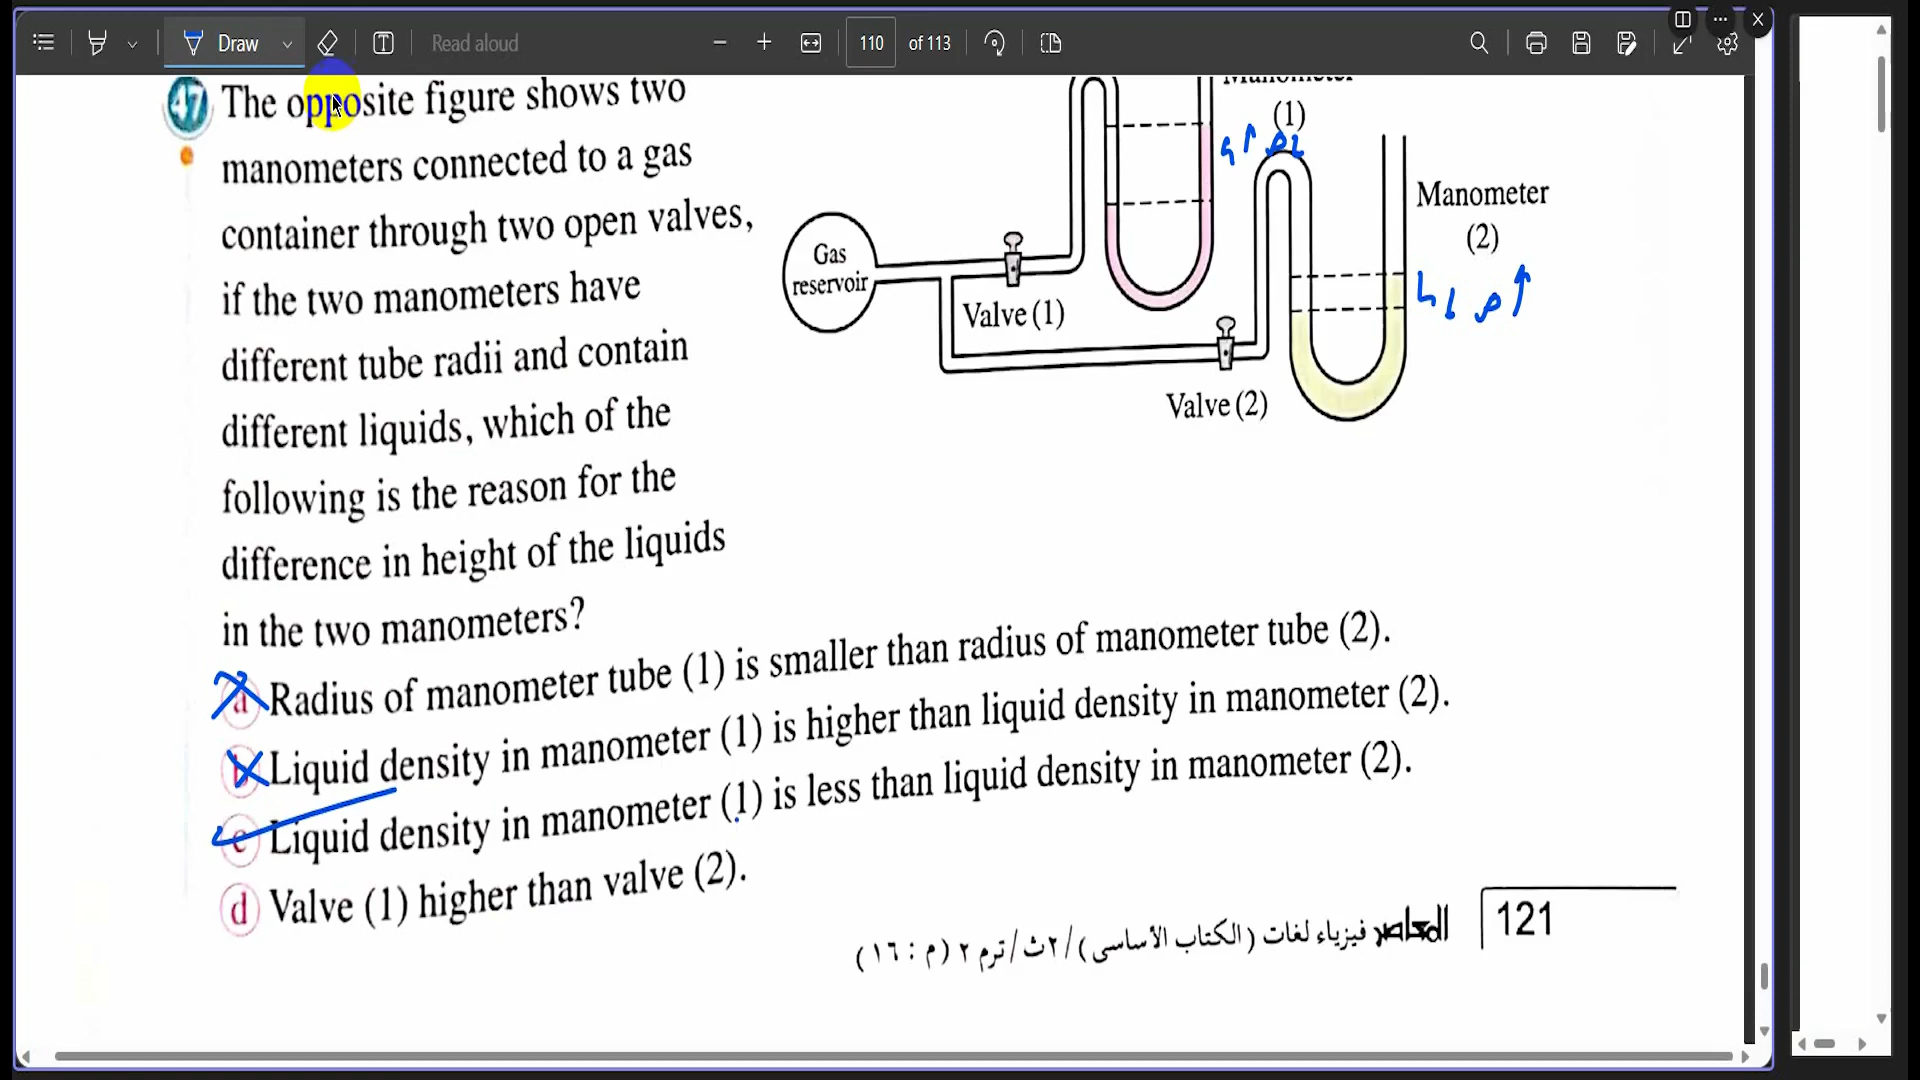 Draw
Read aloud
110 of 113
47 The opposite figure shows two
manometers connected to a gas
container through two open valves,
if the two manometers have
different tube radii and contain
different liquids, which of the
following is the reason for the
difference in height of the liquids
in the two manometers?
Manometer
(1)
h↑ ρ↓
Manometer
(2)
h↓ ρ↑
Gas
reservoir
Valve (1)
Valve (2)
a Radius of manometer tube (1) is smaller than radius of manometer tube (2).
b Liquid density in manometer (1) is higher than liquid density in manometer (2).
c Liquid density in manometer (1) is less than liquid density in manometer (2).
d Valve (1) higher than valve (2).
المعاصر فيزياء لغات (الكتاب الأساسى) / ٢ث / ترم ٢ (م : ١٦) 121